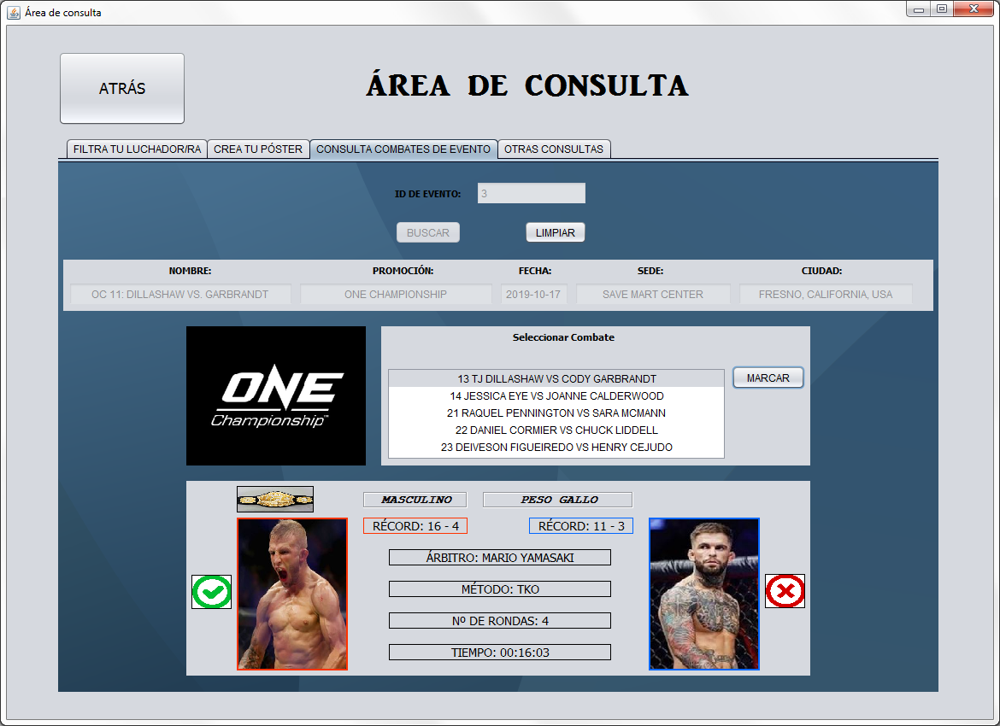 Área de consulta
ATRÁS
ÁREA DE CONSULTA
FILTRA TU LUCHADOR/RA
CREA TU PÓSTER
CONSULTA COMBATES DE EVENTO
OTRAS CONSULTAS
ID DE EVENTO:
3
BUSCAR
LIMPIAR
NOMBRE:
PROMOCIÓN:
FECHA:
SEDE:
CIUDAD:
OC 11: DILLASHAW VS. GARBRANDT
ONE CHAMPIONSHIP
2019-10-17
SAVE MART CENTER
FRESNO, CALIFORNIA, USA
ONE
Championship™
Seleccionar Combate
13 TJ DILLASHAW VS CODY GARBRANDT
14 JESSICA EYE VS JOANNE CALDERWOOD
21 RAQUEL PENNINGTON VS SARA MCMANN
22 DANIEL CORMIER VS CHUCK LIDDELL
23 DEIVESON FIGUEIREDO VS HENRY CEJUDO
MARCAR
MASCULINO
PESO GALLO
RÉCORD: 16 - 4
RÉCORD: 11 - 3
ÁRBITRO: MARIO YAMASAKI
MÉTODO: TKO
Nº DE RONDAS: 4
TIEMPO: 00:16:03